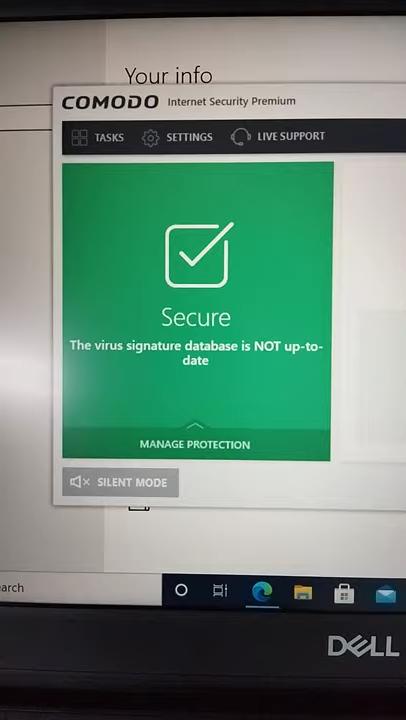 Your info
COMODO Internet Security Premium
TASKS SETTINGS LIVE SUPPORT
Secure
The virus signature database is NOT up-to-
date
MANAGE PROTECTION
SILENT MODE
earch
DELL